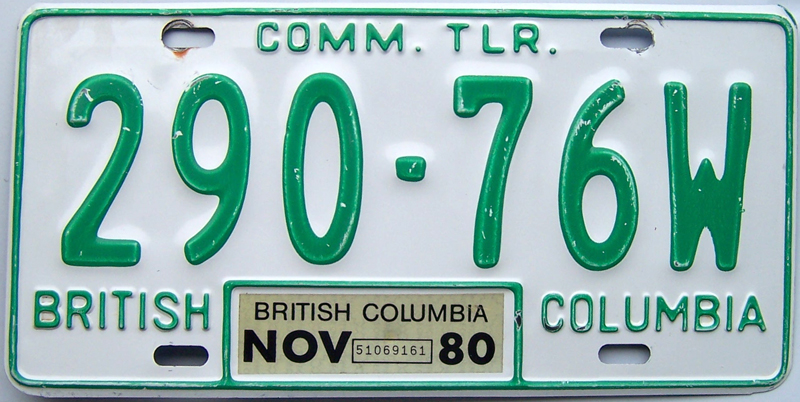 COMM. TLR.
290-76W
BRITISH COLUMBIA
BRITISH COLUMBIA
NOV 51069161 80